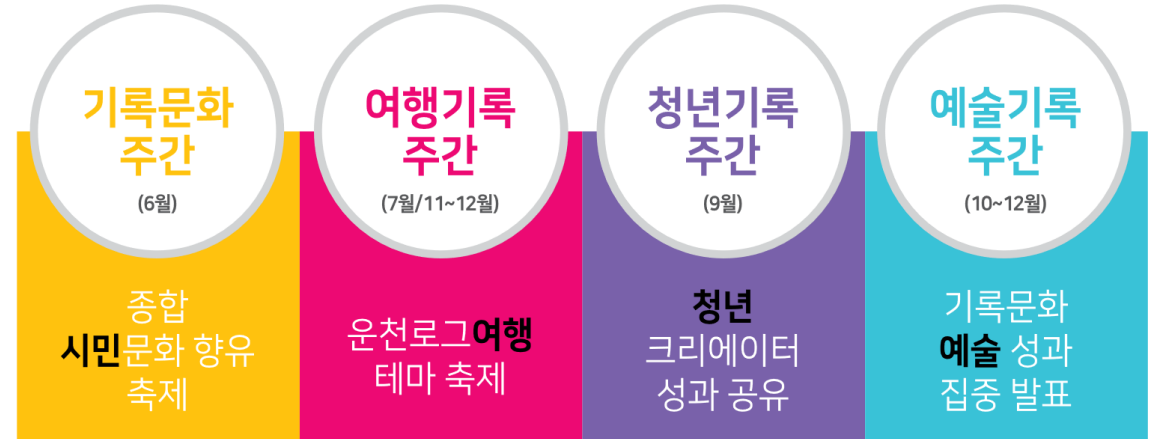 기록문화
주간
(6월)
종합
시민문화 향유
축제
여행기록
주간
(7월/11~12월)
운천로그여행
테마 축제
청년기록
주간
(9월)
청년
크리에이터
성과 공유
예술기록
주간
(10~12월)
기록문화
예술 성과
집중 발표